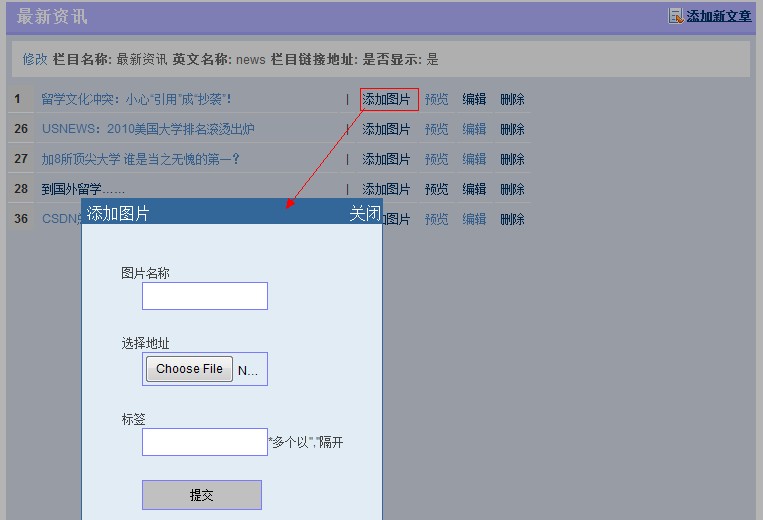 最新资讯 添加新文章
修改 栏目名称: 最新资讯 英文名称: news 栏目链接地址: 是否显示: 是
1 留学文化冲突：小心“引用”成“抄袭”！ | 添加图片 预览 编辑 删除
26 USNEWS：2010美国大学排名滚烫出炉 | 添加图片 预览 编辑 删除
27 加8所顶尖大学 谁是当之无愧的第一？ | 添加图片 预览 编辑 删除
28 到国外留学…… | 添加图片 预览 编辑 删除
36 CSDN 加图片 预览 编辑 删除
添加图片 关闭
图片名称
选择地址
Choose File N...
标签
*多个以","隔开
提交